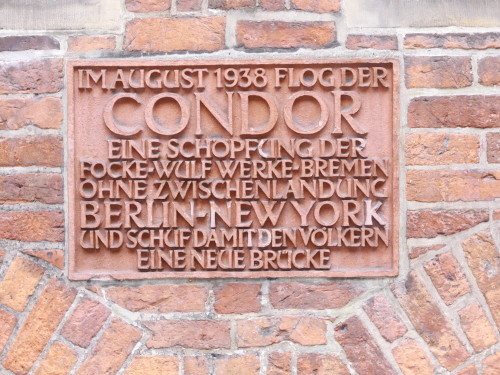 IM AUGUST 1938 FLOG DER
CONDOR
EINE SCHÖPFUNG DER
FOCKE-WULF WERKE-BREMEN
OHNE ZWISCHENLANDUNG
BERLIN-NEW YORK
UND SCHUF DAMIT DEN VÖLKERN
EINE NEUE BRÜCKE